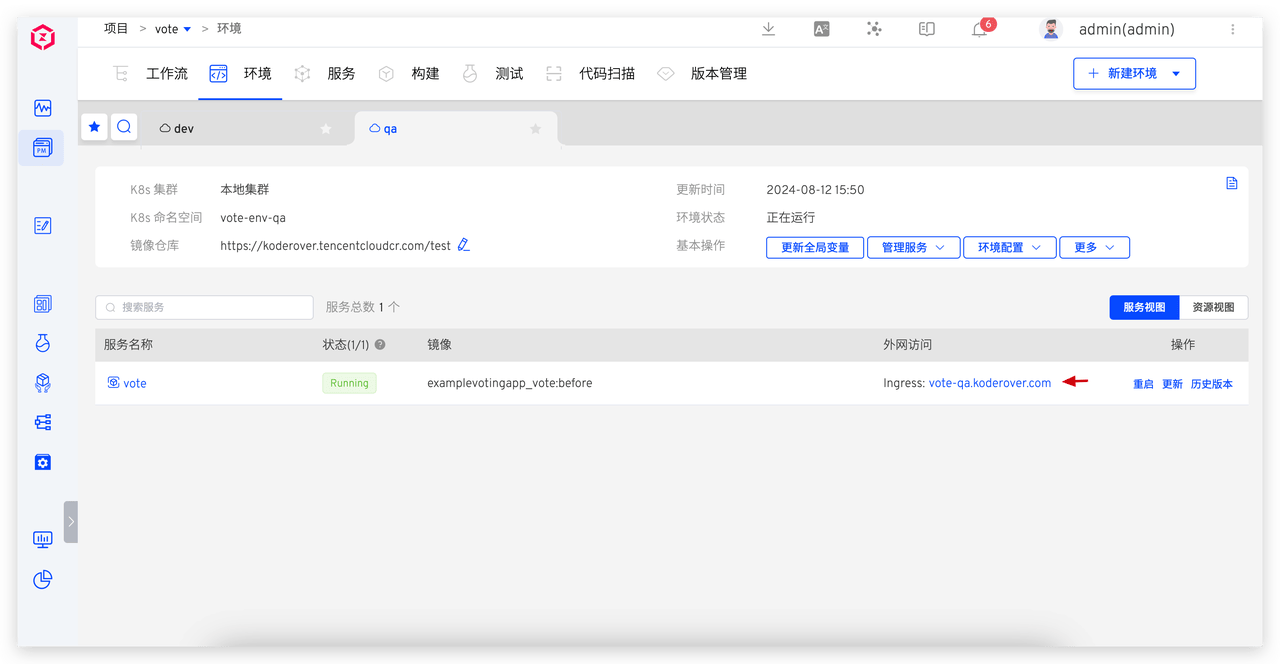 项目 > vote > 环境
6
admin(admin)
工作流 环境 服务 构建 测试 代码扫描 版本管理
+ 新建环境
dev qa
K8s 集群 本地集群 更新时间 2024-08-12 15:50
K8s 命名空间 vote-env-qa 环境状态 正在运行
镜像仓库 https://koderover.tencentcloudcr.com/test 基本操作 更新全局变量 管理服务 环境配置 更多
搜索服务 服务总数 1 个 服务视图 资源视图
服务名称 状态(1/1) ? 镜像 外网访问 操作
vote Running examplevotingapp_vote:before Ingress: vote-qa.koderover.com 重启 更新 历史版本
PM